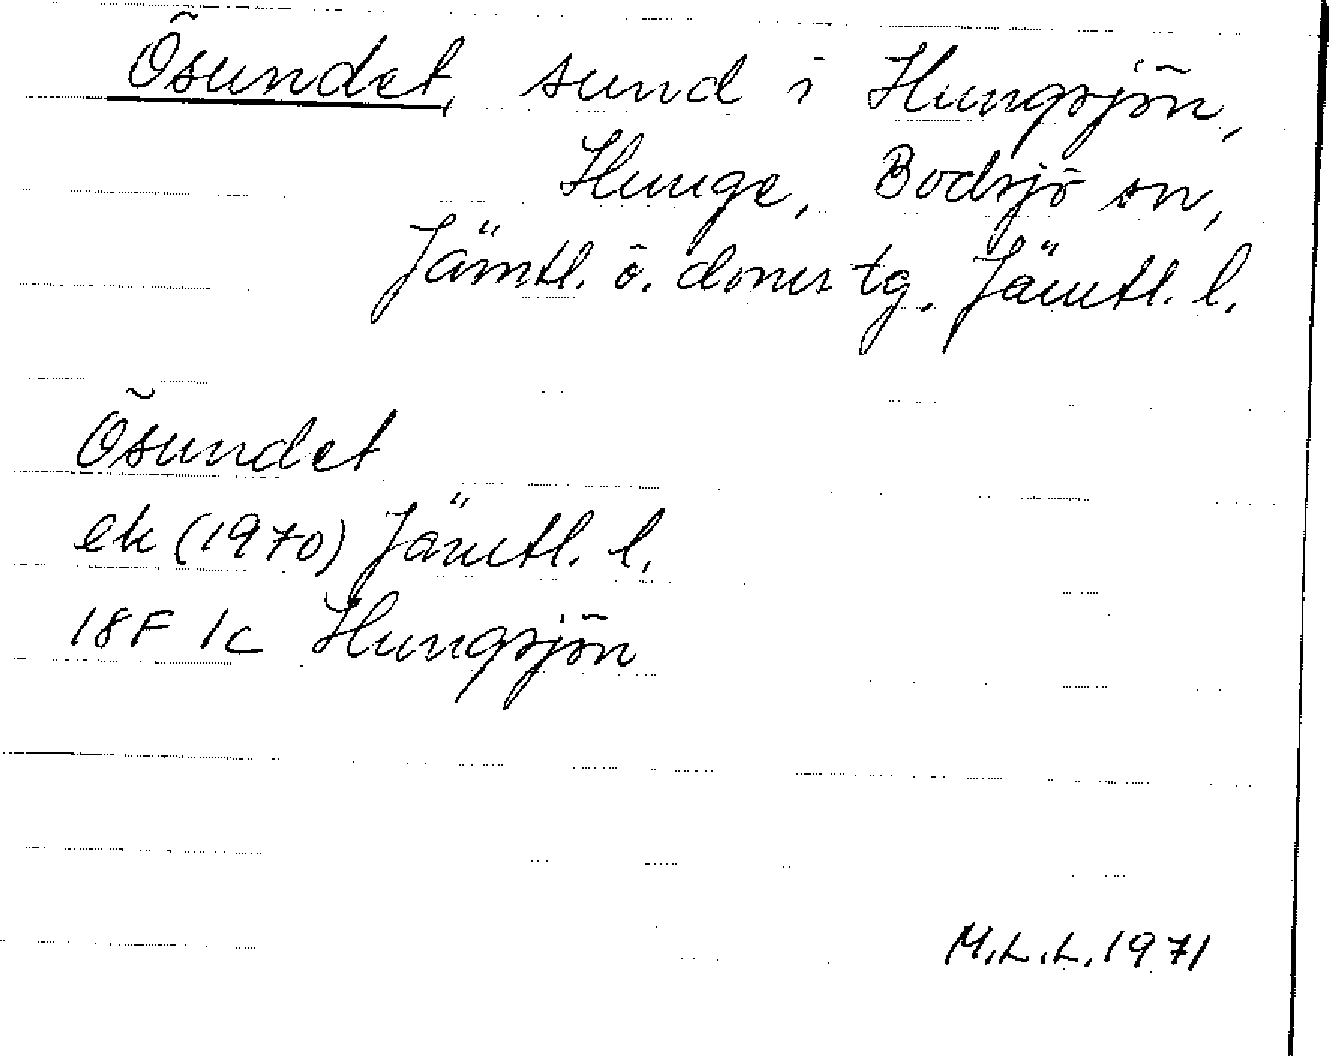 Ösundet, sund i Hungsjön,
Hunge, Bodsjö sn,
Jämtl. ö. doms tg. Jämtl. l.
Ösundet
ek (1970) Jämtl. l.
18F 1c Hungsjön
M.L.L. 1971